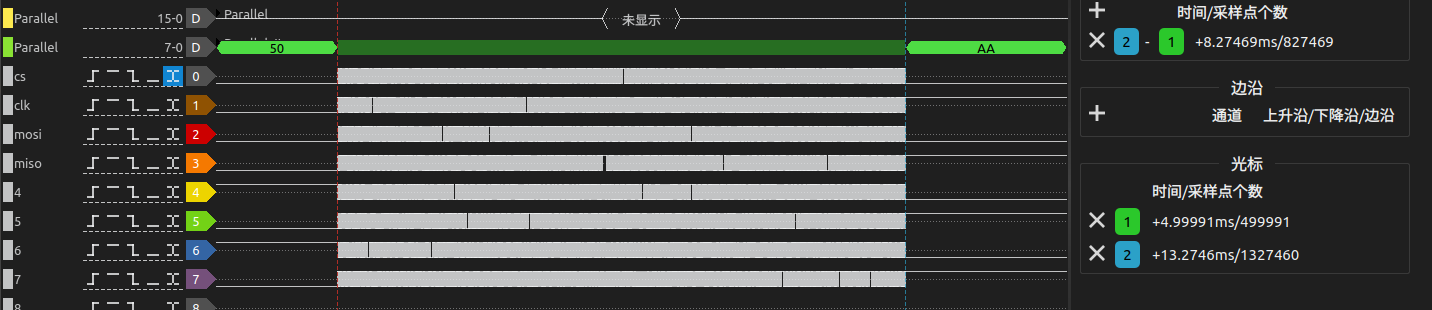 Parallel 15-0 D Parallel 未显示
Parallel 7-0 D 50 AA
cs 0
clk 1
mosi 2
miso 3
4 4
5 5
6 6
7 7
8 8
时间/采样点个数
2 - 1 +8.27469ms/827469
边沿
通道 上升沿/下降沿/边沿
光标
时间/采样点个数
1 +4.99991ms/499991
2 +13.2746ms/1327460